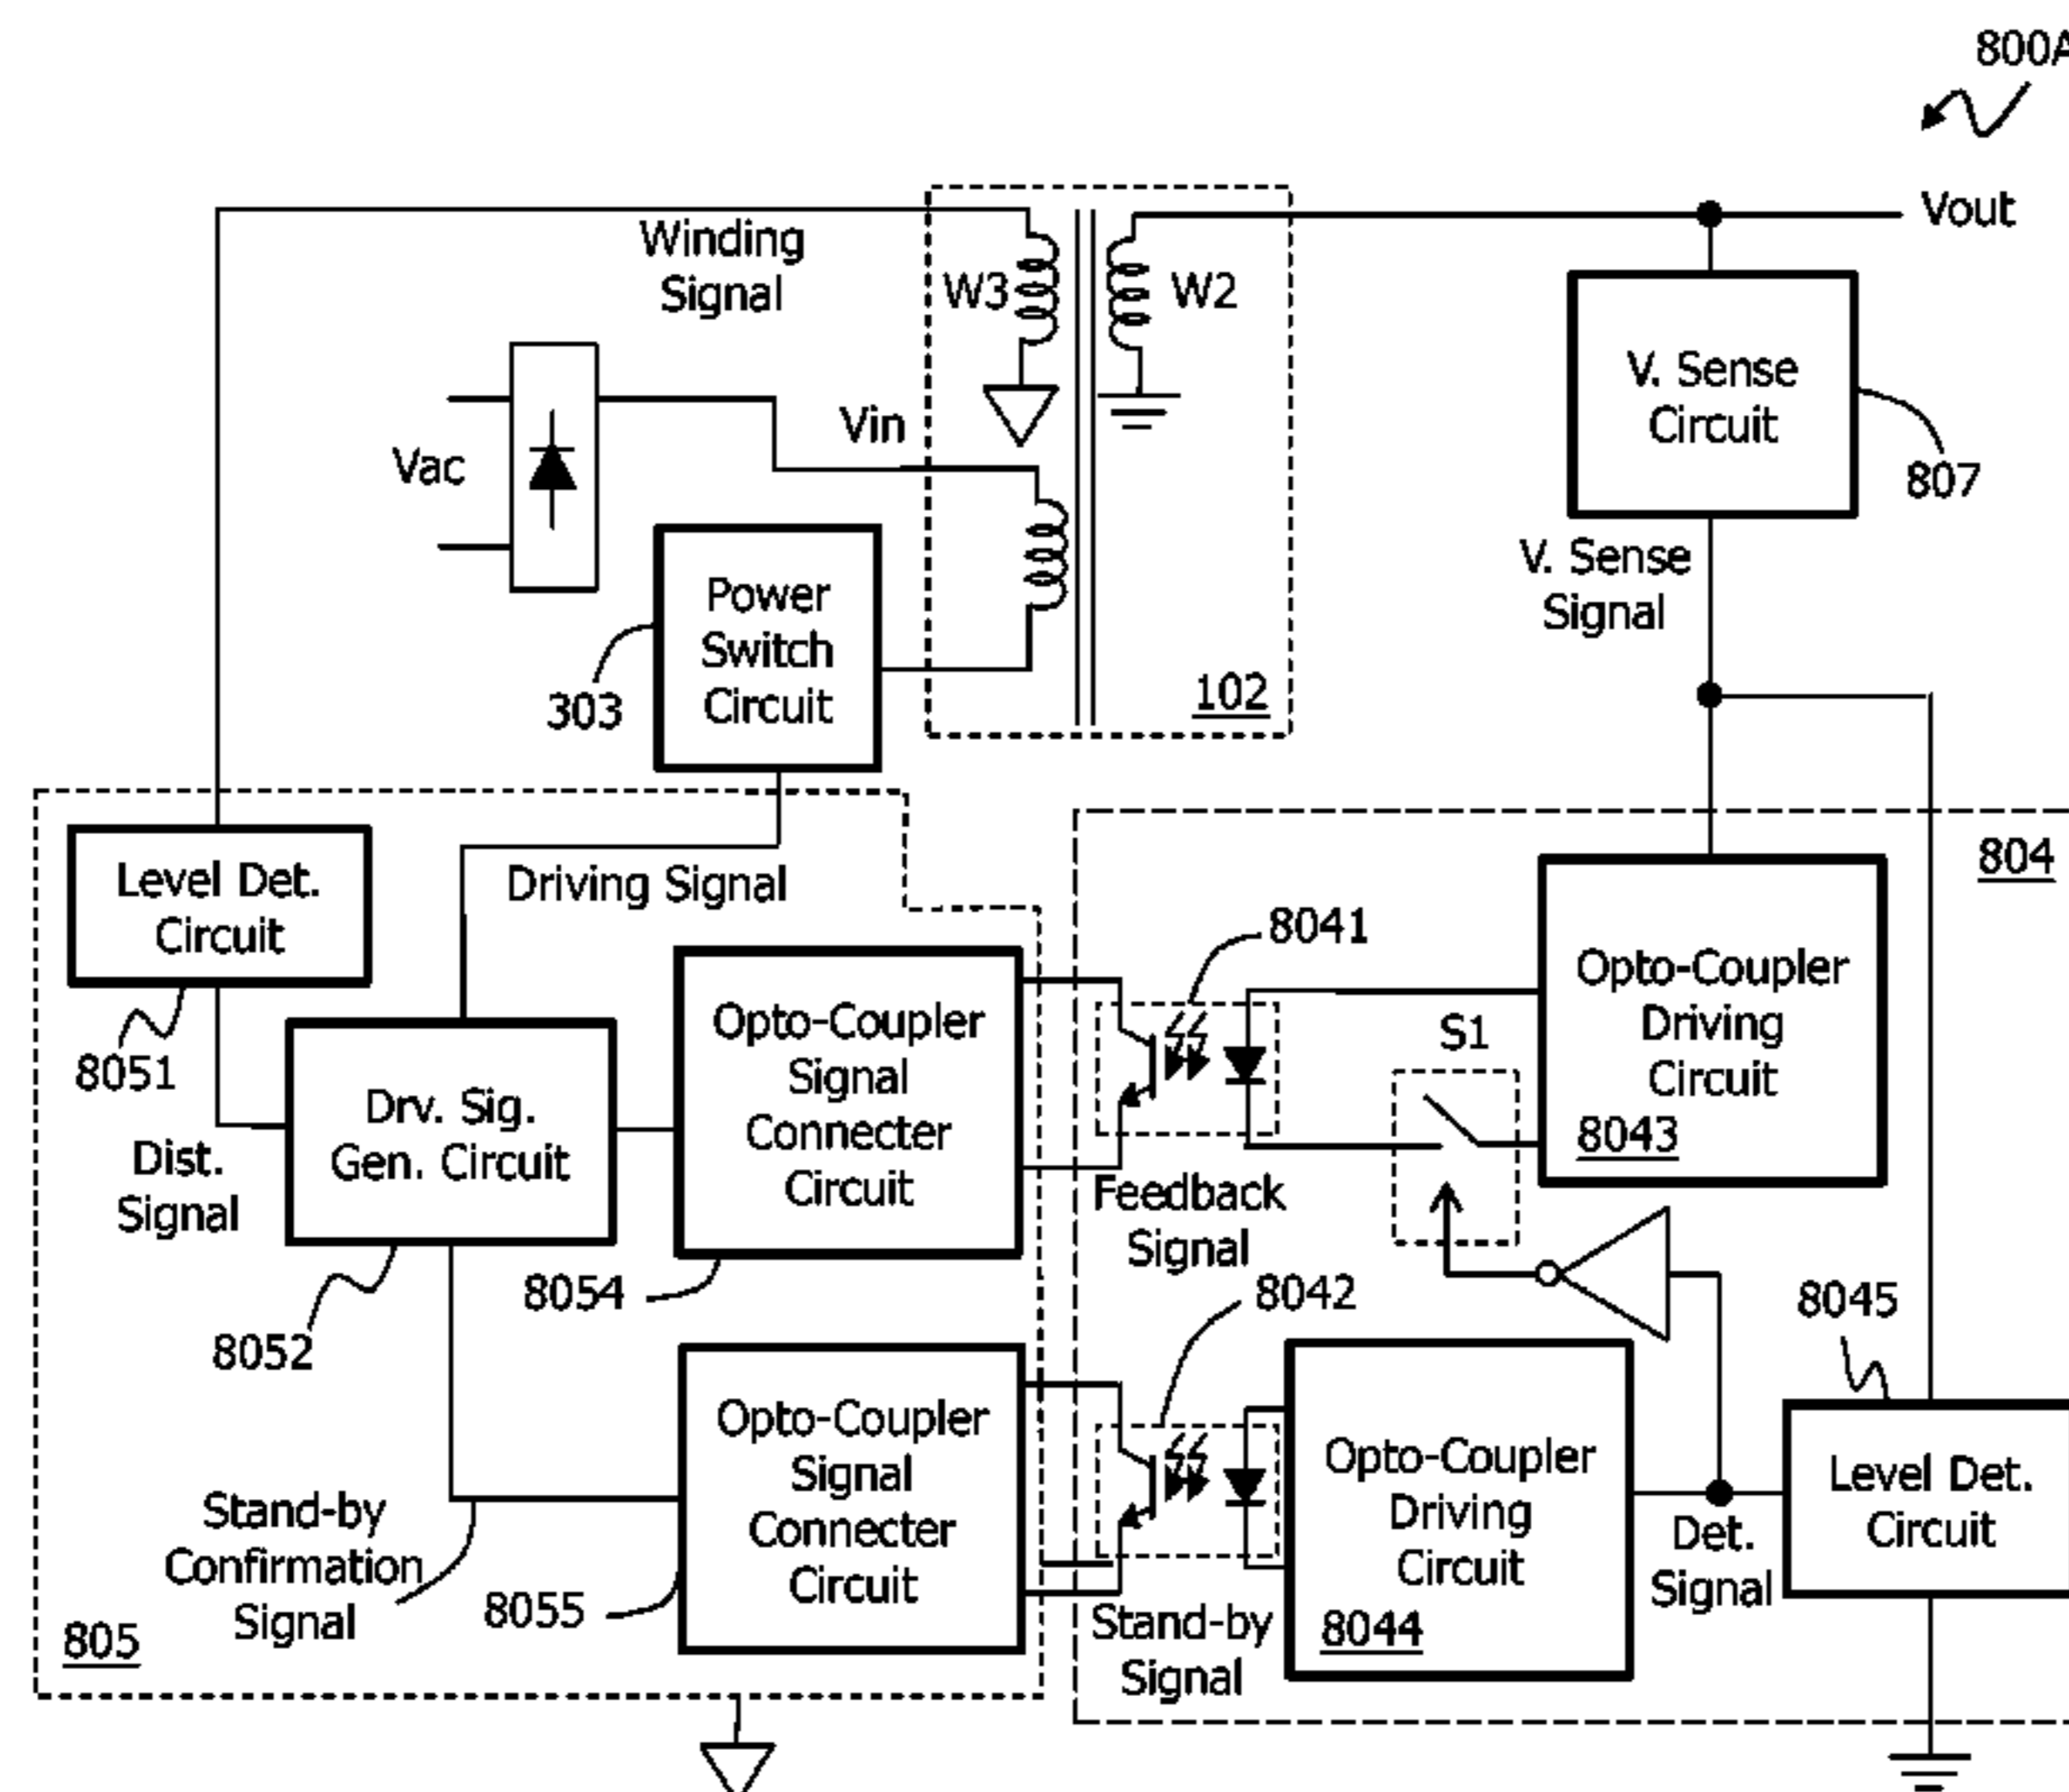 800A
Vout
Winding
Signal
W3
W2
V. Sense
Circuit
807
Vac
Vin
V. Sense
Signal
Power
Switch
Circuit
303
102
Level Det.
Circuit
8051
Driving Signal
804
8041
Opto-Coupler
Signal
Connecter
Circuit
8054
Opto-Coupler
Driving
Circuit
8043
S1
Drv. Sig.
Gen. Circuit
8052
Dist.
Signal
Feedback
Signal
8042
8045
Opto-Coupler
Signal
Connecter
Circuit
8055
Opto-Coupler
Driving
Circuit
8044
Level Det.
Circuit
Det.
Signal
Stand-by
Confirmation
Signal
805
Stand-by
Signal